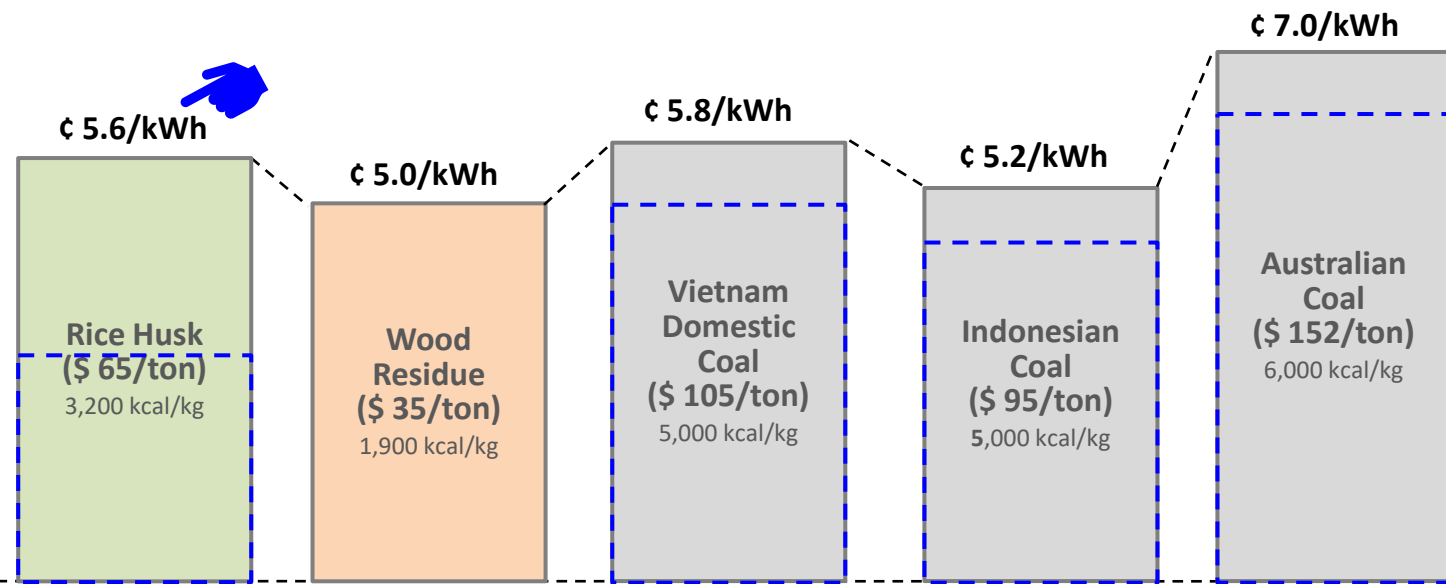 ¢ 5.6/kWh
Rice Husk
($ 65/ton)
3,200 kcal/kg
¢ 5.0/kWh
Wood
Residue
($ 35/ton)
1,900 kcal/kg
¢ 5.8/kWh
Vietnam
Domestic
Coal
($ 105/ton)
5,000 kcal/kg
¢ 5.2/kWh
Indonesian
Coal
($ 95/ton)
5,000 kcal/kg
¢ 7.0/kWh
Australian
Coal
($ 152/ton)
6,000 kcal/kg